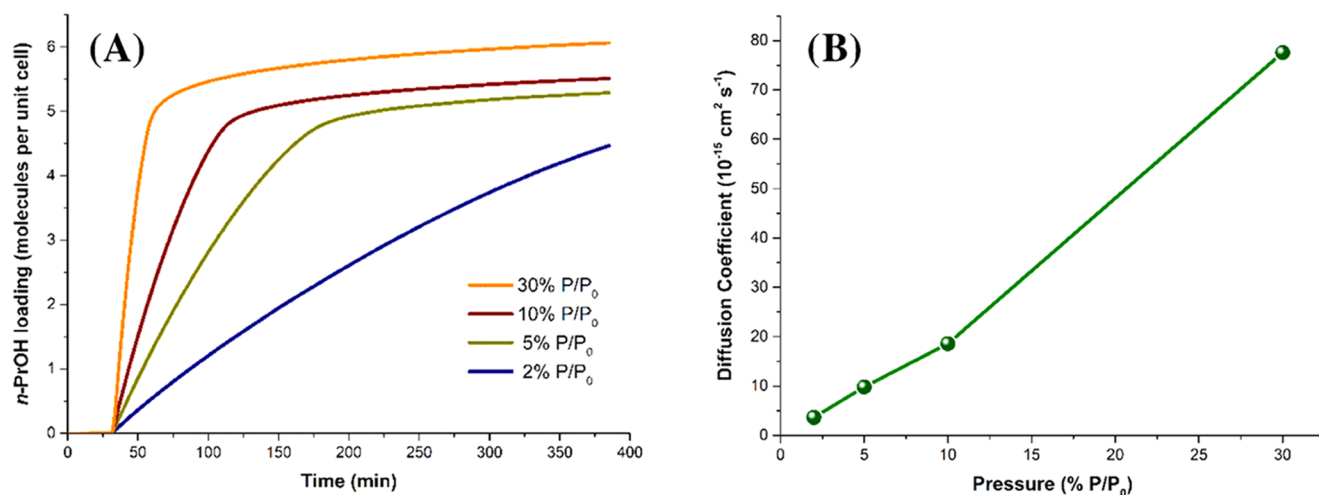 (A)
n-PrOH loading (molecules per unit cell)
6
5
4
3
2
1
0
30% P/P₀
10% P/P₀
5% P/P₀
2% P/P₀
0 50 100 150 200 250 300 350 400
Time (min)
(B)
Diffusion Coefficient (10⁻¹⁵ cm² s⁻¹)
80
75
70
60
50
40
30
20
10
0
0 5 10 15 20 25 30
Pressure (% P/P₀)